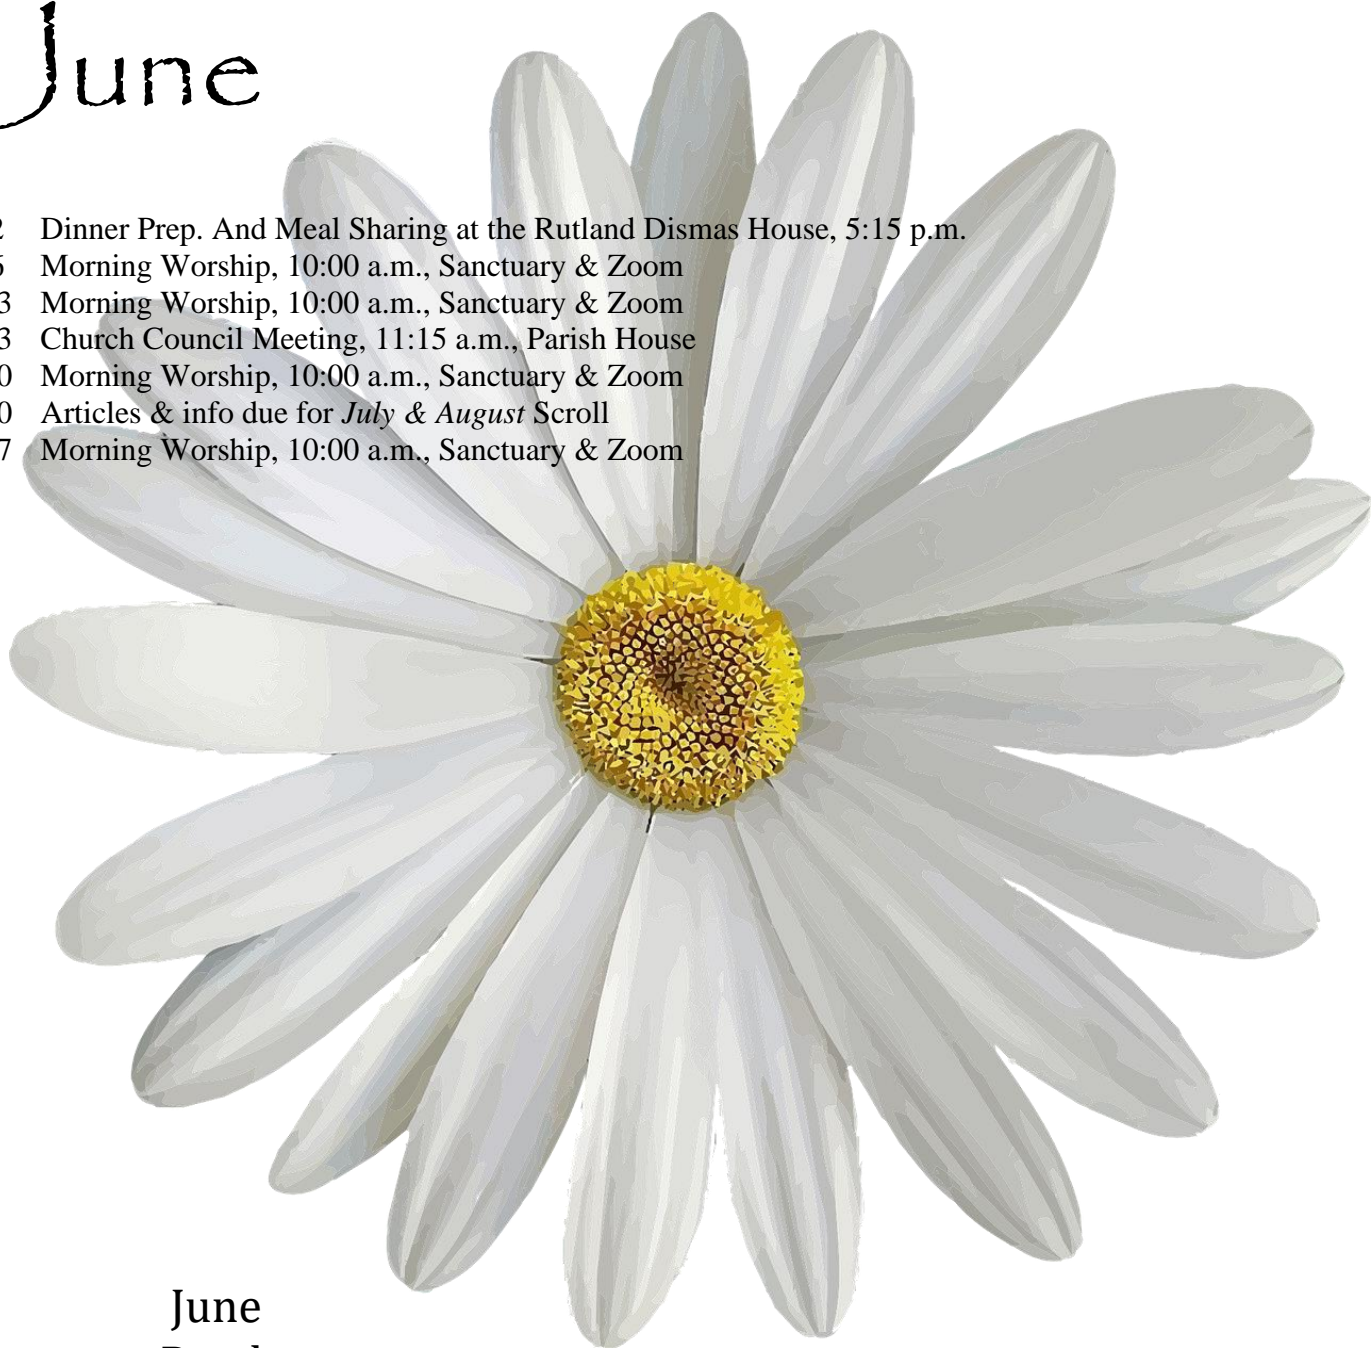 June
2 Dinner Prep. And Meal Sharing at the Rutland Dismas House, 5:15 p.m.
6 Morning Worship, 10:00 a.m., Sanctuary & Zoom
3 Morning Worship, 10:00 a.m., Sanctuary & Zoom
3 Church Council Meeting, 11:15 a.m., Parish House
0 Morning Worship, 10:00 a.m., Sanctuary & Zoom
0 Articles & info due for July & August Scroll
7 Morning Worship, 10:00 a.m., Sanctuary & Zoom
June